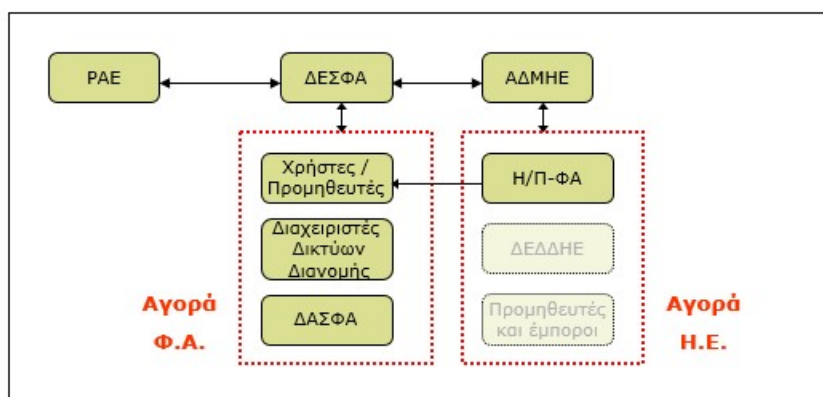 ΡΑΕ
ΔΕΣΦΑ
ΑΔΜΗΕ
Χρήστες /
Προμηθευτές
Η/Π-ΦΑ
Διαχειριστές
Δικτύων
Διανομής
ΔΕΔΔΗΕ
Αγορά
Φ.Α.
ΔΑΣΦΑ
Προμηθευτές
και έμποροι
Αγορά
Η.Ε.